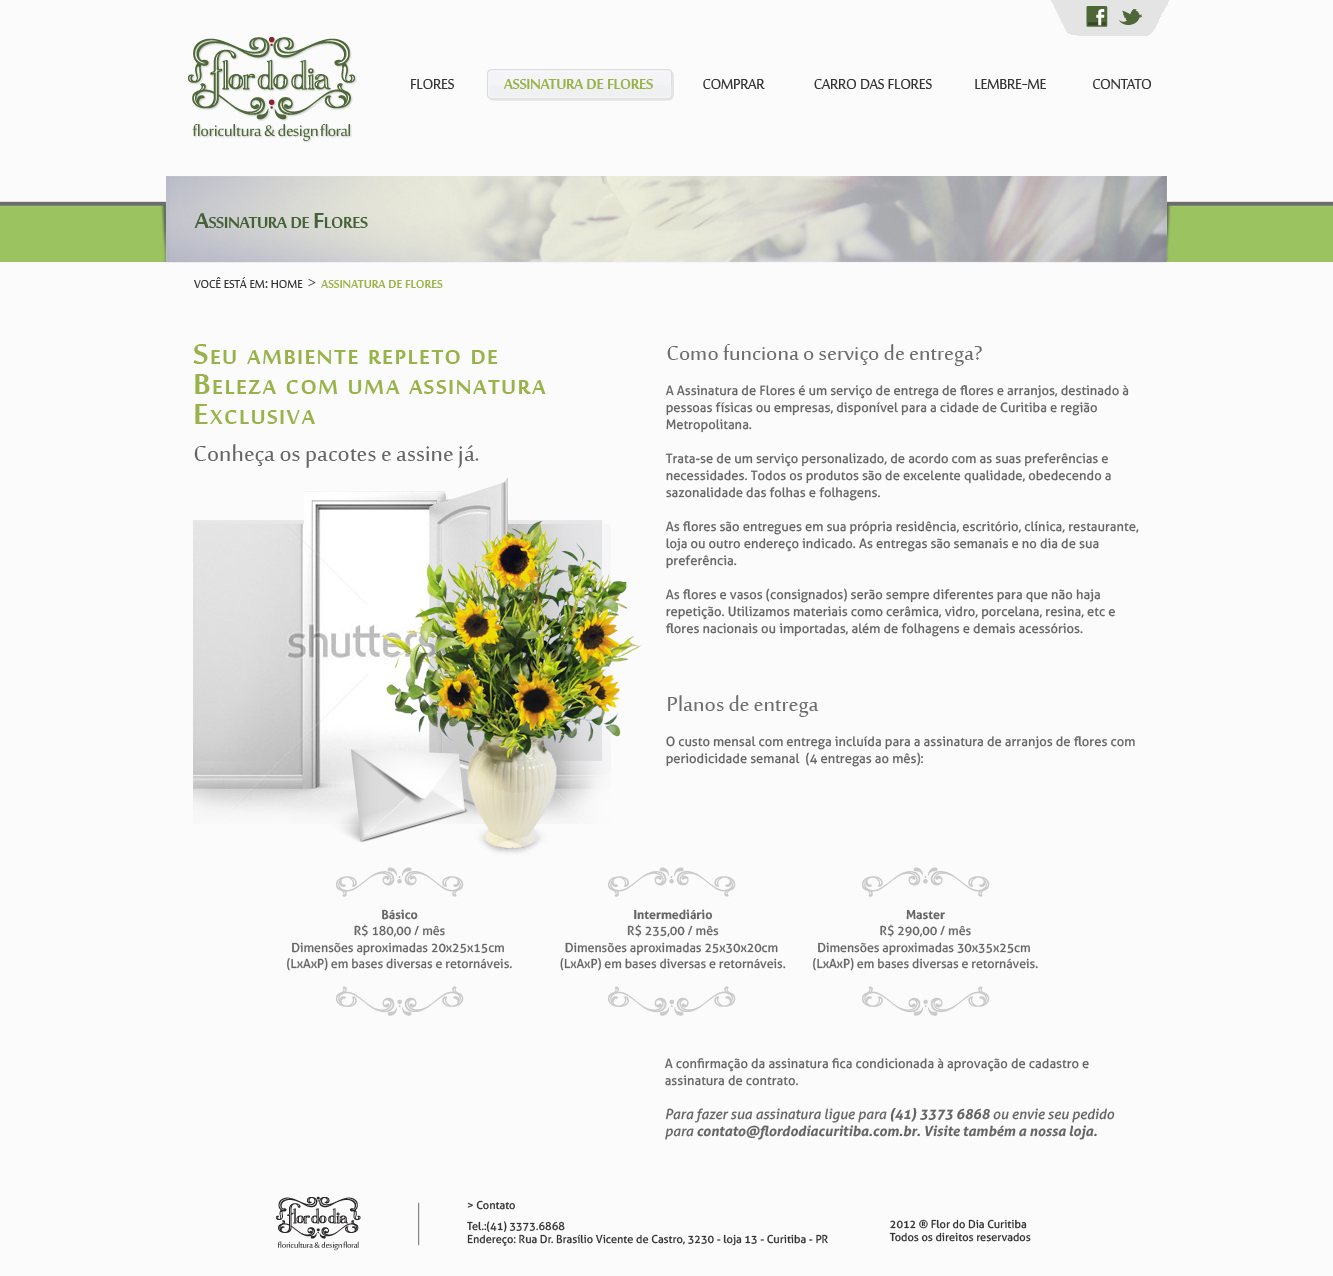 flor do dia
floricultura & design floral
FLORES
ASSINATURA DE FLORES
COMPRAR
CARRO DAS FLORES
LEMBRE-ME
CONTATO
ASSINATURA DE FLORES
VOCÊ ESTÁ EM: HOME > ASSINATURA DE FLORES
SEU AMBIENTE REPLETO DE
BELEZA COM UMA ASSINATURA
EXCLUSIVA
Conheça os pacotes e assine já.
shutters
Como funciona o serviço de entrega?
A Assinatura de Flores é um serviço de entrega de flores e arranjos, destinado à
pessoas físicas ou empresas, disponível para a cidade de Curitiba e região
Metropolitana.
Trata-se de um serviço personalizado, de acordo com as suas preferências e
necessidades. Todos os produtos são de excelente qualidade, obedecendo a
sazonalidade das folhas e folhagens.
As flores são entregues em sua própria residência, escritório, clínica, restaurante,
loja ou outro endereço indicado. As entregas são semanais e no dia de sua
preferência.
As flores e vasos (consignados) serão sempre diferentes para que não haja
repetição. Utilizamos materiais como cerâmica, vidro, porcelana, resina, etc e
flores nacionais ou importadas, além de folhagens e demais acessórios.
Planos de entrega
O custo mensal com entrega incluída para a assinatura de arranjos de flores com
periodicidade semanal (4 entregas ao mês):
Básico
R$ 180,00 / mês
Dimensões aproximadas 20x25x15cm
(LxAxP) em bases diversas e retornáveis.
Intermediário
R$ 235,00 / mês
Dimensões aproximadas 25x30x20cm
(LxAxP) em bases diversas e retornáveis.
Master
R$ 290,00 / mês
Dimensões aproximadas 30x35x25cm
(LxAxP) em bases diversas e retornáveis.
A confirmação da assinatura fica condicionada à aprovação de cadastro e
assinatura de contrato.
Para fazer sua assinatura ligue para (41) 3373 6868 ou envie seu pedido
para contato@flordodiacuritiba.com.br. Visite também a nossa loja.
flor do dia
floricultura & design floral
> Contato
Tel.:(41) 3373.6868
Endereço: Rua Dr. Brasílio Vicente de Castro, 3230 - loja 13 - Curitiba - PR
2012 ® Flor do Dia Curitiba
Todos os direitos reservados